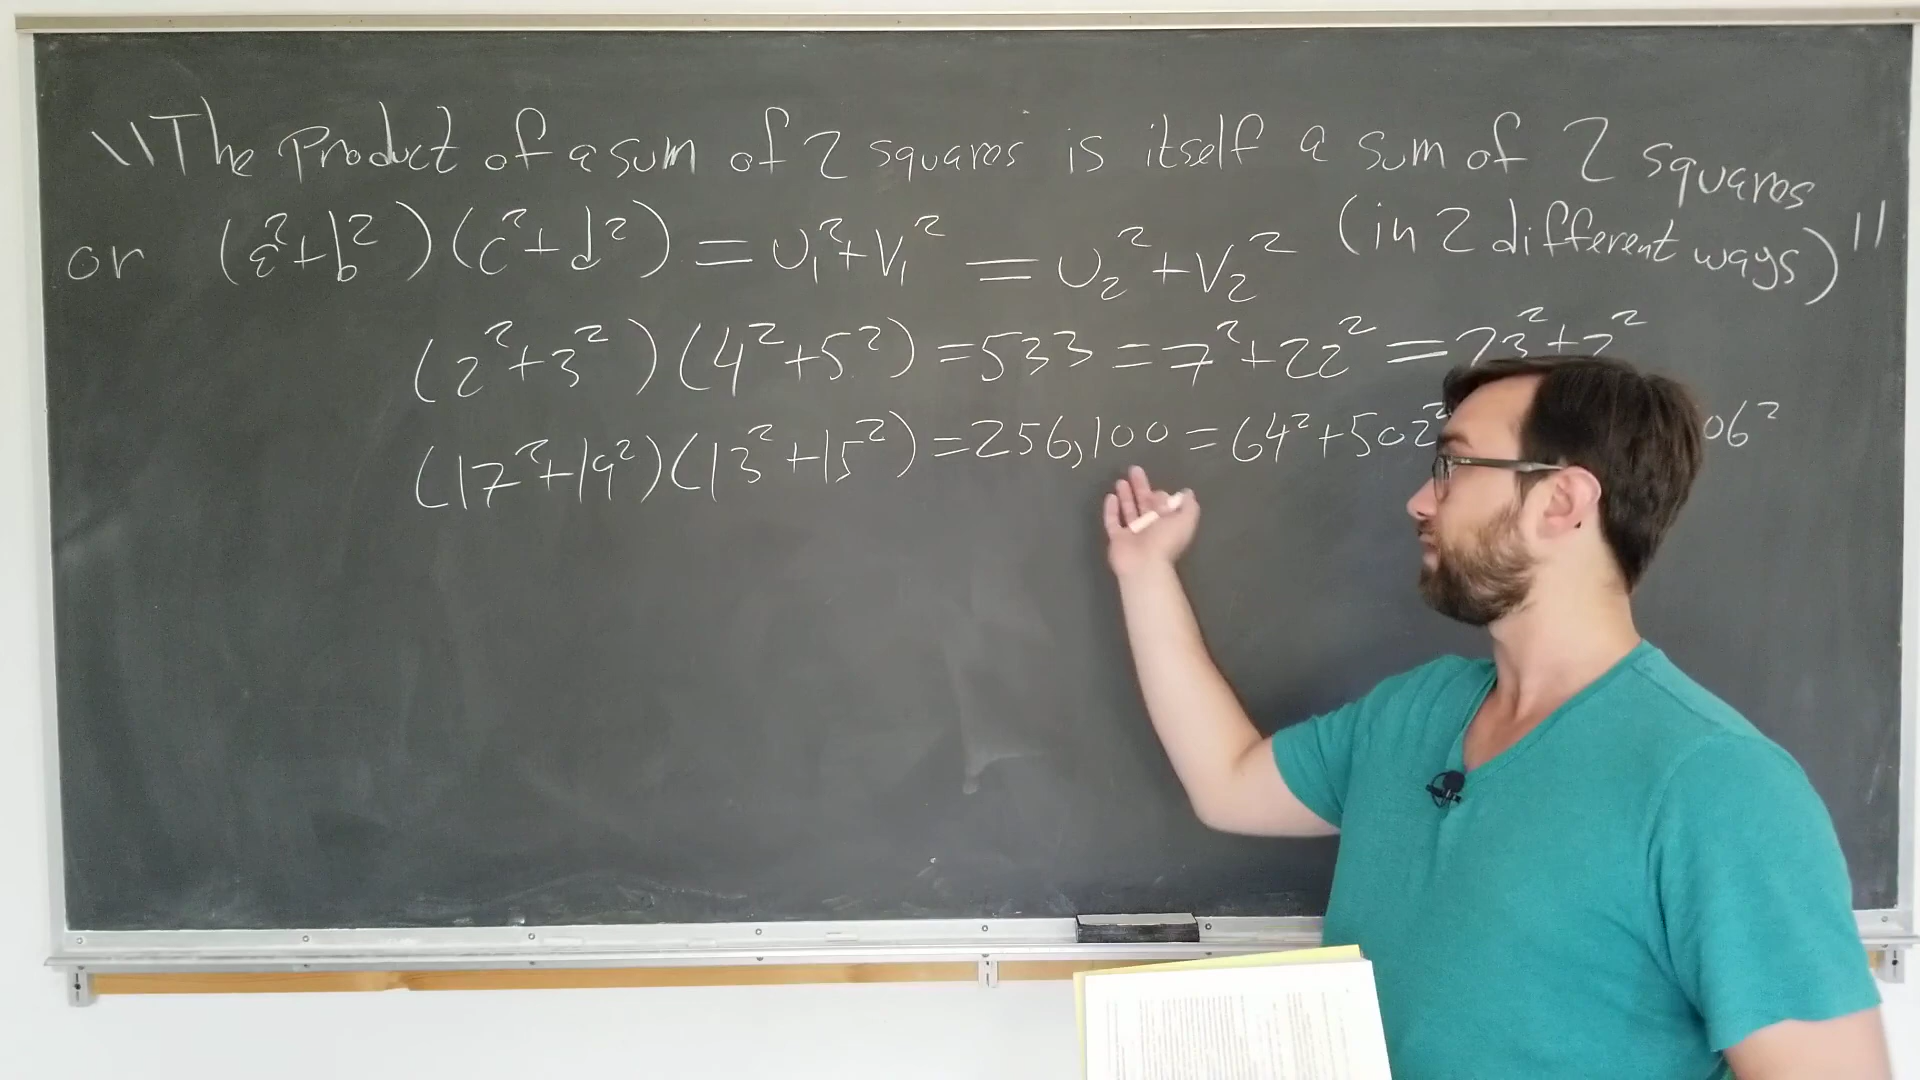 "The Product of a sum of 2 squares is itself a sum of 2 squares
or (a²+b²)(c²+d²) = U₁²+V₁² = U₂²+V₂² (in 2 different ways)"
(2²+3²)(4²+5²) =533 = 7²+22² = 23²+2²
(17²+19²)(13²+15²) =256,100 = 64²+502² 06²